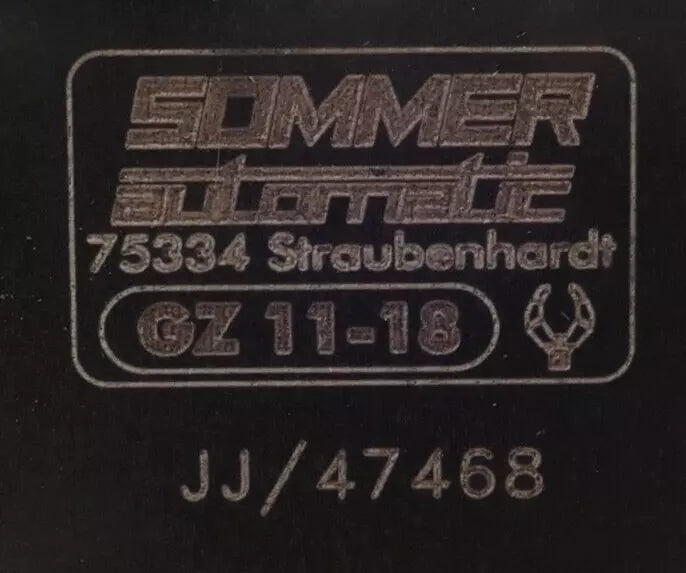 SOMMER
automatic
75334 Straubenhardt
GZ 11-18
JJ/47468